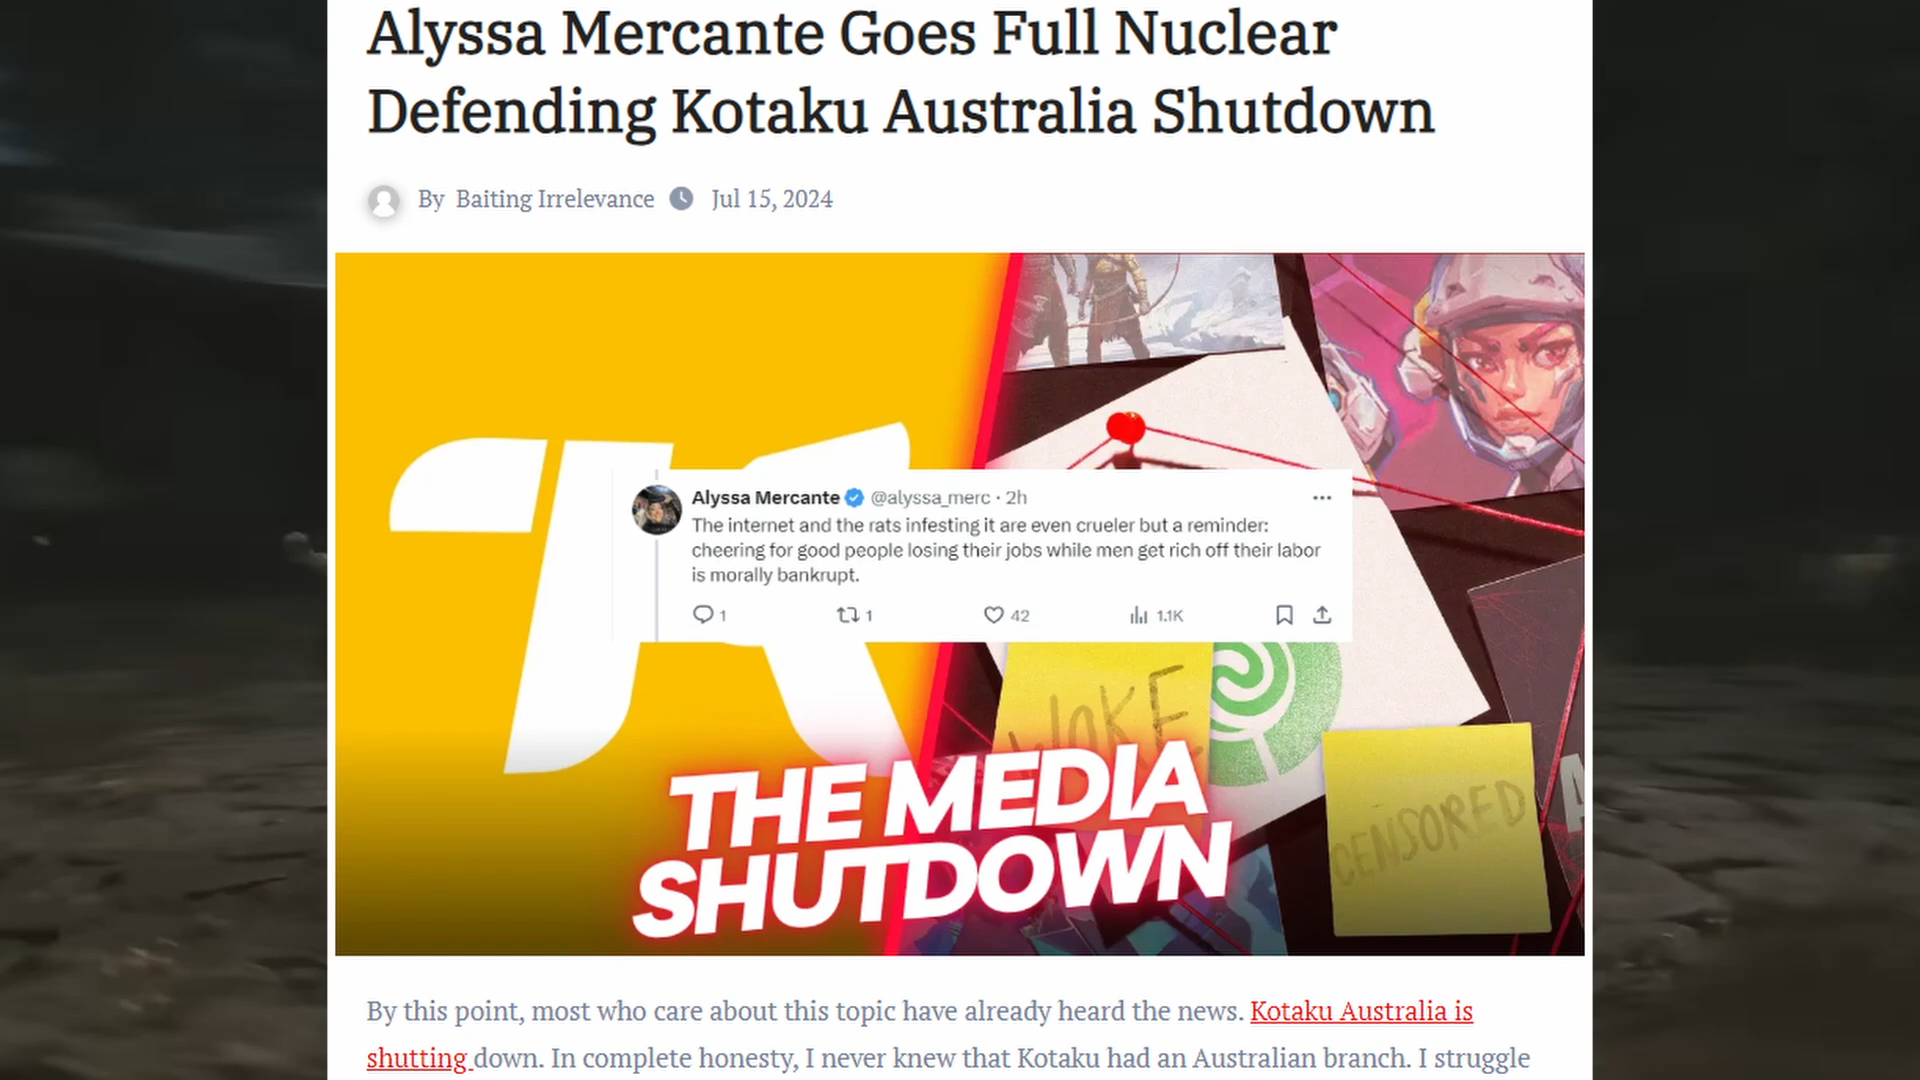 Alyssa Mercante Goes Full Nuclear
Defending Kotaku Australia Shutdown
By Baiting Irrelevance Jul 15, 2024
Alyssa Mercante @alyssa_merc · 2h
The internet and the rats infesting it are even crueler but a reminder:
cheering for good people losing their jobs while men get rich off their labor
is morally bankrupt.
1 1 42 1.1K
WOKE
CENSORED
THE MEDIA
SHUTDOWN
By this point, most who care about this topic have already heard the news. Kotaku Australia is
shutting down. In complete honesty, I never knew that Kotaku had an Australian branch. I struggle